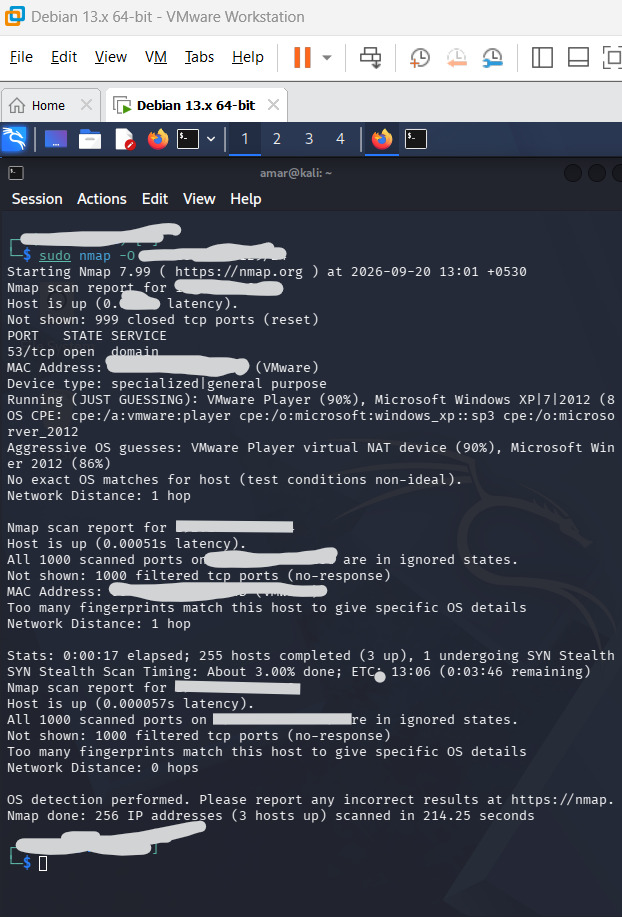 Debian 13.x 64-bit - VMware Workstation
File Edit View VM Tabs Help
Home Debian 13.x 64-bit
1 2 3 4
amar@kali: ~
Session Actions Edit View Help
$ sudo nmap -O
Starting Nmap 7.99 ( https://nmap.org ) at 2026-09-20 13:01 +0530
Nmap scan report for
Host is up (0. latency).
Not shown: 999 closed tcp ports (reset)
PORT STATE SERVICE
53/tcp open domain
MAC Address: (VMware)
Device type: specialized|general purpose
Running (JUST GUESSING): VMware Player (90%), Microsoft Windows XP|7|2012 (8
OS CPE: cpe:/a:vmware:player cpe:/o:microsoft:windows_xp::sp3 cpe:/o:microso
rver_2012
Aggressive OS guesses: VMware Player virtual NAT device (90%), Microsoft Win
er 2012 (86%)
No exact OS matches for host (test conditions non-ideal).
Network Distance: 1 hop
Nmap scan report for
Host is up (0.00051s latency).
All 1000 scanned ports on are in ignored states.
Not shown: 1000 filtered tcp ports (no-response)
MAC Address:
Too many fingerprints match this host to give specific OS details
Network Distance: 1 hop
Stats: 0:00:17 elapsed; 255 hosts completed (3 up), 1 undergoing SYN Stealth
SYN Stealth Scan Timing: About 3.00% done; ETC: 13:06 (0:03:46 remaining)
Nmap scan report for
Host is up (0.000057s latency).
All 1000 scanned ports on re in ignored states.
Not shown: 1000 filtered tcp ports (no-response)
Too many fingerprints match this host to give specific OS details
Network Distance: 0 hops
OS detection performed. Please report any incorrect results at https://nmap.
Nmap done: 256 IP addresses (3 hosts up) scanned in 214.25 seconds
$